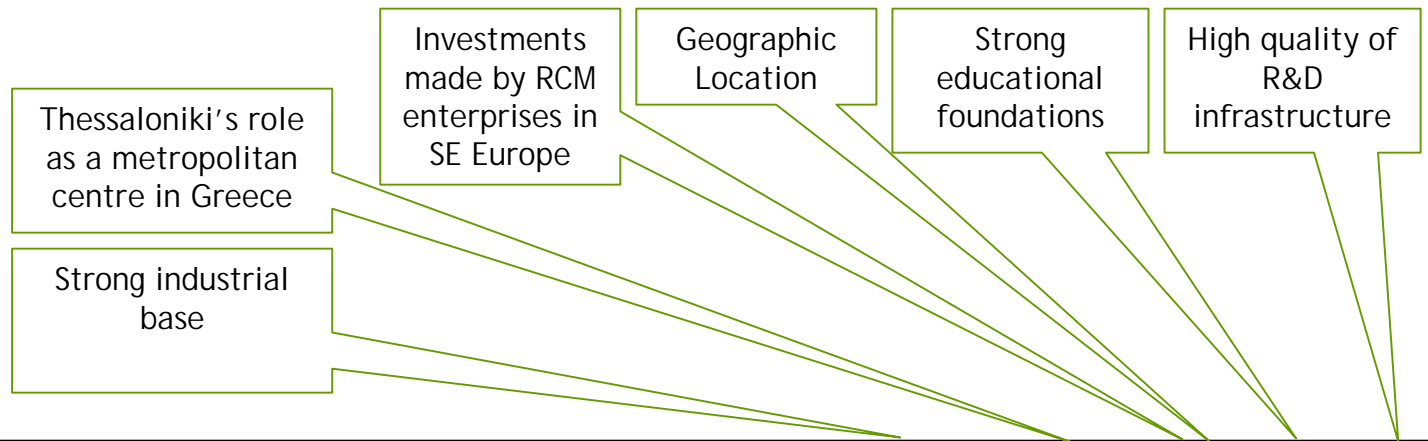 Investments
made by RCM
enterprises in
SE Europe
Geographic
Location
Strong
educational
foundations
High quality of
R&D
infrastructure
Thessaloniki's role
as a metropolitan
centre in Greece
Strong industrial
base